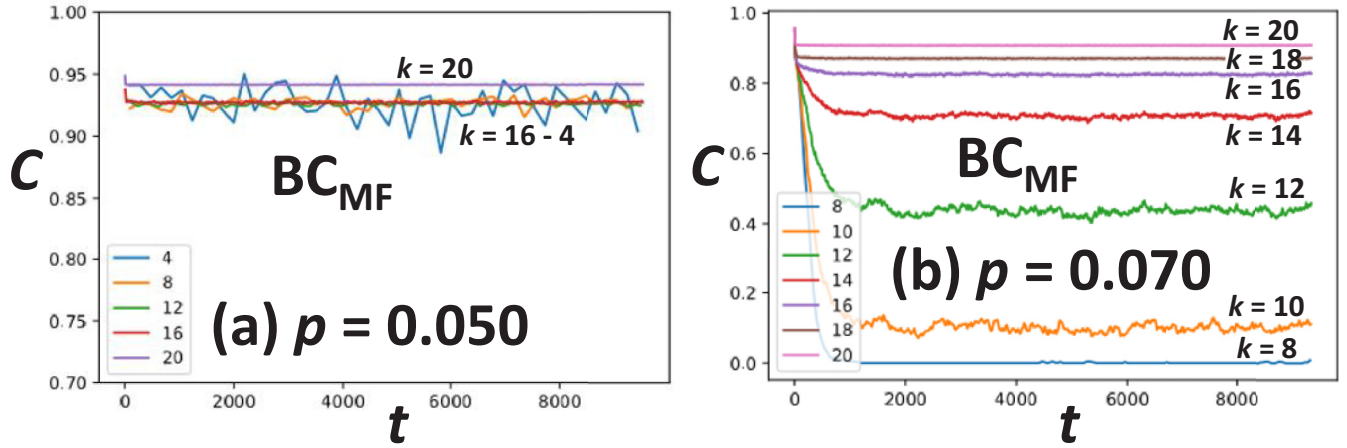 1.00
0.95
0.90
0.85
0.80
0.75
0.70
C
k = 20
k = 16 - 4
BC_MF
4
8
12
16
20
(a) p = 0.050
0
2000
4000
6000
8000
t
1.0
0.8
0.6
0.4
0.2
0.0
C
k = 20
k = 18
k = 16
k = 14
k = 12
k = 10
k = 8
BC_MF
8
10
12
14
16
18
20
(b) p = 0.070
0
2000
4000
6000
8000
t